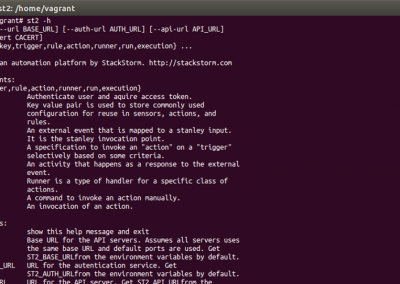 st2: /home/vagrant
agrant# st2 -h
[--url BASE_URL] [--auth-url AUTH_URL] [--api-url API_URL]
ert CACERT]
key,trigger,rule,action,runner,run,execution} ...
an automation platform by StackStorm. http://stackstorm.com
nts:
er,rule,action,runner,run,execution}
Authenticate user and aquire access token.
Key value pair is used to store commonly used
configuration for reuse in sensors, actions, and
rules.
An external event that is mapped to a stanley input.
It is the stanley invocation point.
A specification to invoke an "action" on a "trigger"
selectively based on some criteria.
An activity that happens as a response to the external
event.
Runner is a type of handler for a specific class of
actions.
A command to invoke an action manually.
An invocation of an action.
s:
show this help message and exit
Base URL for the API servers. Assumes all servers uses
the same base URL and default ports are used. Get
ST2_BASE_URLfrom the environment variables by default.
_URL URL for the autentication service. Get
ST2_AUTH_URLfrom the environment variables by default.
URL URL for the API server. Get ST2_API_URLfrom the